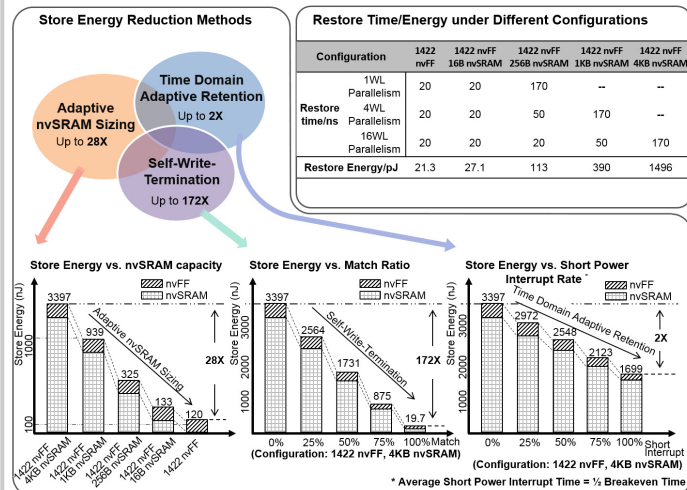 Store Energy Reduction Methods
Time Domain
Adaptive Retention
Up to 2X
Adaptive
nvSRAM Sizing
Up to 28X
Self-Write-
Termination
Up to 172X
Restore Time/Energy under Different Configurations
Configuration 1422 nvFF 1422 nvFF 16B nvSRAM 1422 nvFF 256B nvSRAM 1422 nvFF 1KB nvSRAM 1422 nvFF 4KB nvSRAM
Restore time/ns
1WL Parallelism 20 20 170 -- --
4WL Parallelism 20 20 50 170 --
16WL Parallelism 20 20 20 50 170
Restore Energy/pJ 21.3 27.1 113 390 1496
Store Energy vs. nvSRAM capacity
Store Energy (nJ)
nvFF
nvSRAM
Adaptive nvSRAM Sizing
28X
1000
100
3397
939
325
133
120
1422 nvFF
4KB nvSRAM
1422 nvFF
1KB nvSRAM
1422 nvFF
256B nvSRAM
1422 nvFF
16B nvSRAM
1422 nvFF
Store Energy vs. Match Ratio
Store Energy (nJ)
nvFF
nvSRAM
Self-Write-Termination
172X
3000
2000
1000
3397
2564
1731
875
19.7
0% 25% 50% 75% 100% Match
(Configuration: 1422 nvFF, 4KB nvSRAM)
Store Energy vs. Short Power
Interrupt Rate *
Store Energy (nJ)
nvFF
nvSRAM
Time Domain Adaptive Retention
2X
3000
2000
1000
3397
2972
2548
2123
1699
0% 25% 50% 75% 100% Short
Interrupt
(Configuration: 1422 nvFF, 4KB nvSRAM)
* Average Short Power Interrupt Time = ½ Breakeven Time